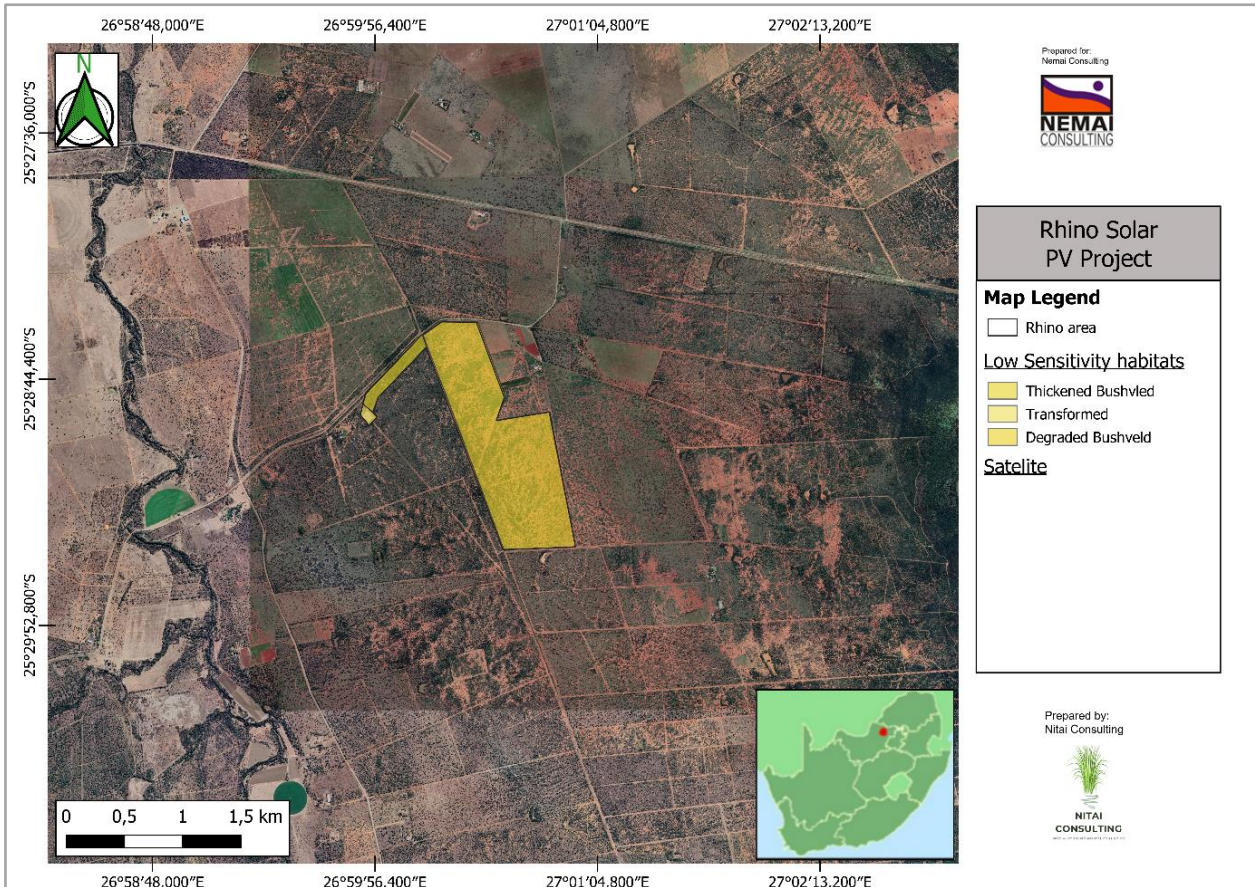 26°58'48,000"E 26°59'56,400"E 27°01'04,800"E 27°02'13,200"E
N
25°27'36,000"S
25°28'44,400"S
25°29'52,800"S
0 0,5 1 1,5 km
26°58'48,000"E 26°59'56,400"E 27°01'04,800"E 27°02'13,200"E
Prepared for:
Nemai Consulting
NEMAI
CONSULTING
Rhino Solar
PV Project
Map Legend
Rhino area
Low Sensitivity habitats
Thickened Bushvled
Transformed
Degraded Bushveld
Satelite
Prepared by:
Nitai Consulting
NITAI
CONSULTING